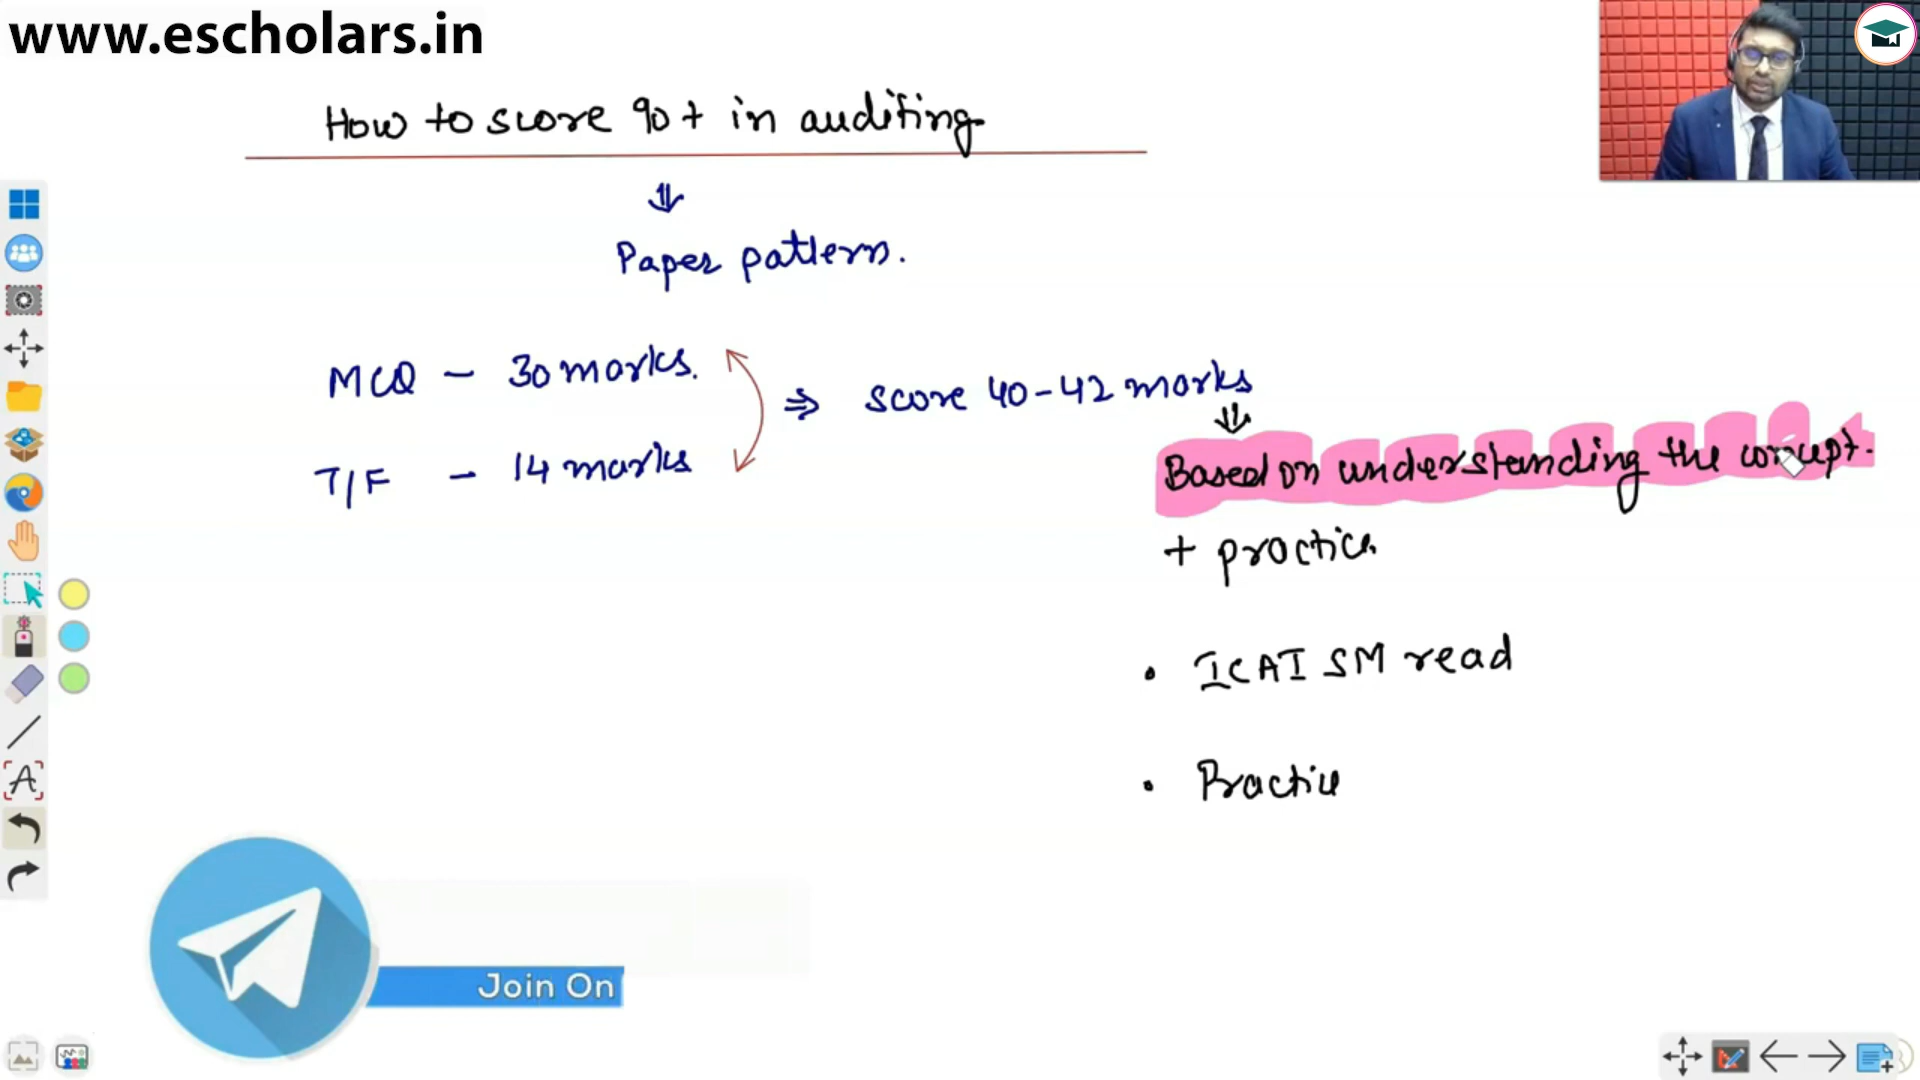 www.escholars.in
How to score 90+ in auditing
⇓
Paper pattern.
MCQ – 30 marks. ⇒ score 40-42 marks
T/F – 14 marks
⇓
Based on understanding the concept.
+ practice
• ICAI SM read
• Practice
Join On